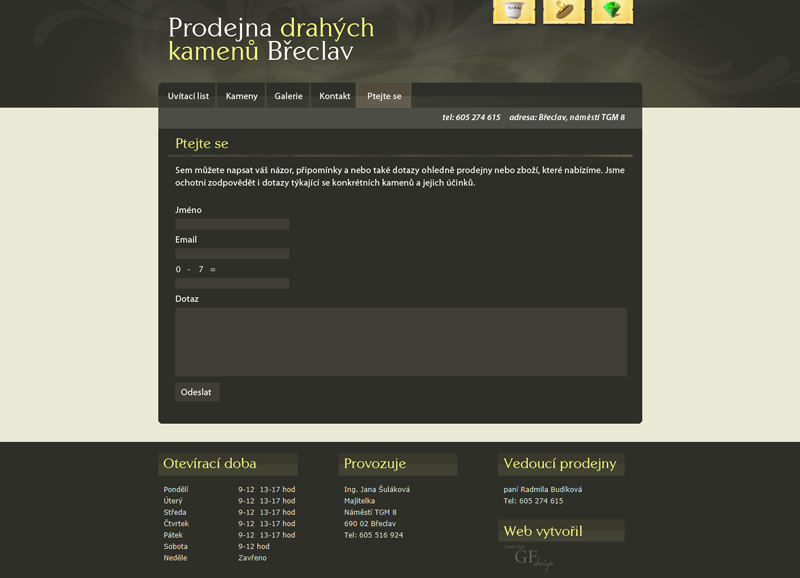 Prodejna drahých
kamenů Břeclav
Uvítací list Kameny Galerie Kontakt Ptejte se
tel: 605 274 615 adresa: Břeclav, náměstí TGM 8
Ptejte se
Sem můžete napsat váš názor, připomínky a nebo také dotazy ohledně prodejny nebo zboží, které nabízíme. Jsme
ochotni zodpovědět i dotazy týkající se konkrétních kamenů a jejich účinků.
Jméno
Email
0 - 7 =
Dotaz
Odeslat
Otevírací doba
Pondělí 9-12 13-17 hod
Úterý 9-12 13-17 hod
Středa 9-12 13-17 hod
Čtvrtek 9-12 13-17 hod
Pátek 9-12 13-17 hod
Sobota 9-12 hod
Neděle Zavřeno
Provozuje
Ing. Jana Šuláková
Majitelka
Náměstí TGM 8
690 02 Břeclav
Tel: 605 516 924
Vedoucí prodejny
paní Radmila Budíková
Tel: 605 274 615
Web vytvořil
GF design